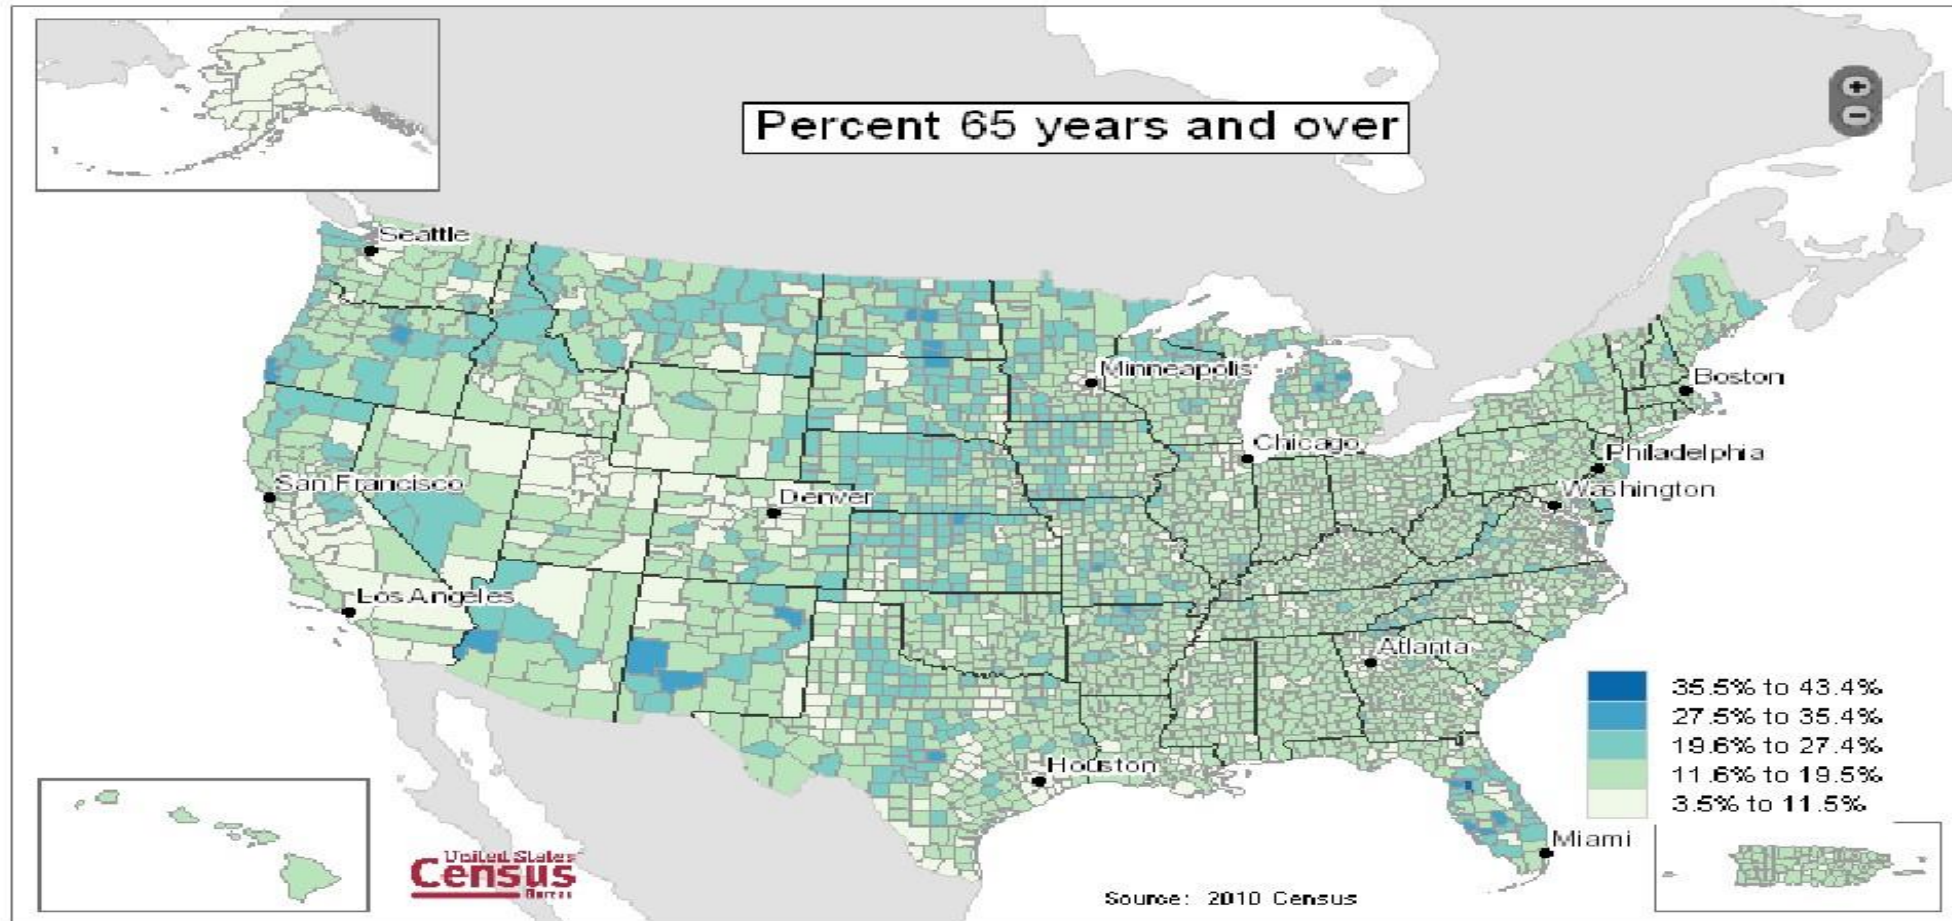 Percent 65 years and over
+
Seattle
Minneapolis
Boston
Chicago
Philadelphia
San Francisco
Denver
Washington
Los Angeles
Atlanta
35.5% to 43.4%
27.5% to 35.4%
19.6% to 27.4%
Houston
11.6% to 19.5%
3.5% to 11.5%
Miami
United States
Census
Bureau
Source: 2010 Census